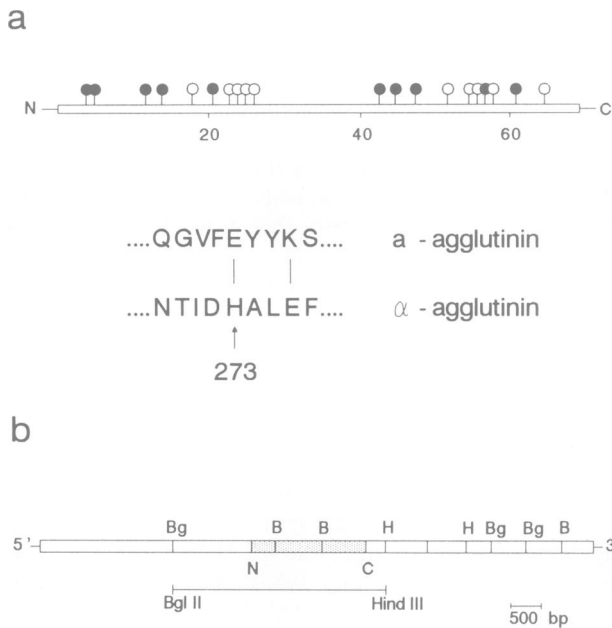 a
N C
20 40 60
....QGVFEYYKS.... a - agglutinin
....NTIDHALEF.... α - agglutinin
273
b
Bg B B H H Bg Bg B
5' 3
N C
Bgl II Hind III
500 bp